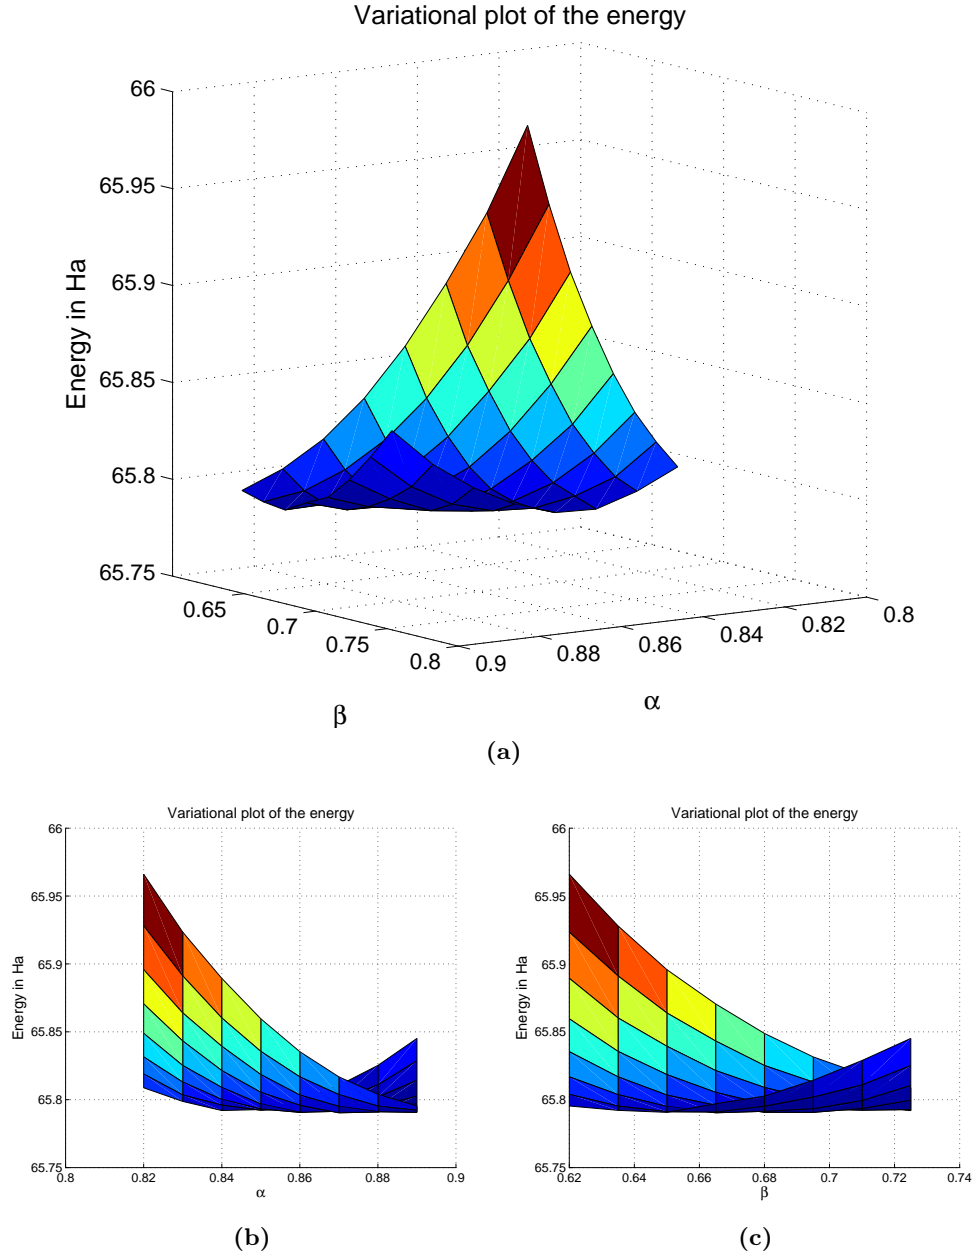 Variational plot of the energy
66
65.95
65.9
65.85
65.8
65.75
Energy in Ha
0.65
0.7
0.75
0.8
0.9
0.88
0.86
0.84
0.82
0.8
β
α
(a)
Variational plot of the energy
66
65.95
65.9
65.85
65.8
65.75
Energy in Ha
0.8 0.82 0.84 0.86 0.88 0.9
α
(b)
Variational plot of the energy
66
65.95
65.9
65.85
65.8
65.75
Energy in Ha
0.62 0.64 0.66 0.68 0.7 0.72 0.74
β
(c)